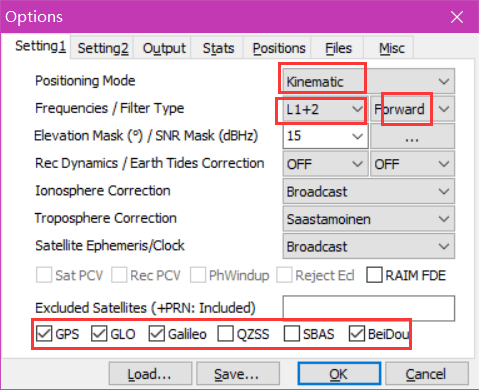 Options
Setting1 Setting2 Output Stats Positions Files Misc
Positioning Mode Kinematic
Frequencies / Filter Type L1+2 Forward
Elevation Mask (°) / SNR Mask (dBHz) 15 ...
Rec Dynamics / Earth Tides Correction OFF OFF
Ionosphere Correction Broadcast
Troposphere Correction Saastamoinen
Satellite Ephemeris/Clock Broadcast
Sat PCV Rec PCV PhWindup Reject Ecl RAIM FDE
Excluded Satellites (+PRN: Included)
GPS GLO Galileo QZSS SBAS BeiDou
Load... Save... OK Cancel